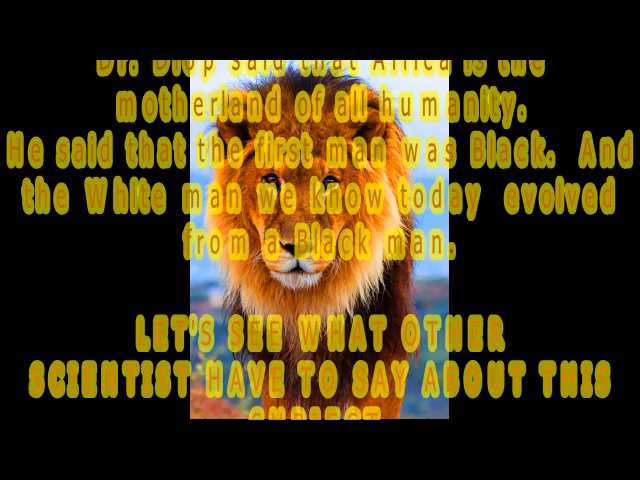 Dr. Diop said that Africa is the
motherland of all humanity.
He said that the first man was Black. And
the White man we know today evolved
from a Black man.
LET'S SEE WHAT OTHER
SCIENTIST HAVE TO SAY ABOUT THIS
SUBJECT